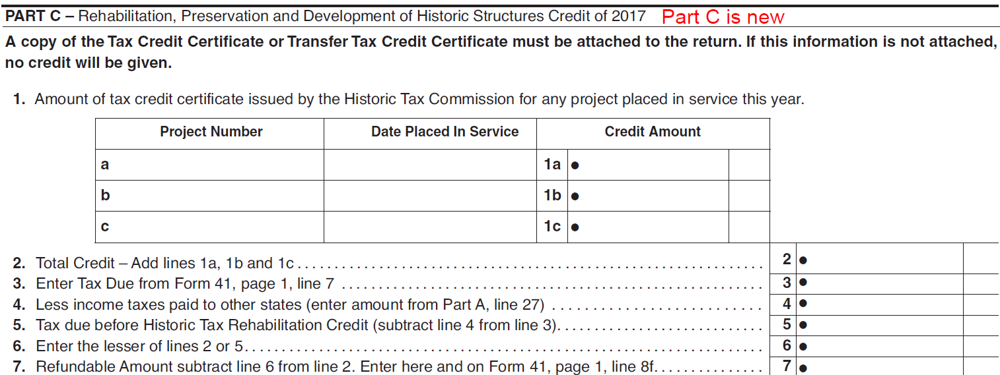 PART C – Rehabilitation, Preservation and Development of Historic Structures Credit of 2017 Part C is new
A copy of the Tax Credit Certificate or Transfer Tax Credit Certificate must be attached to the return. If this information is not attached,
no credit will be given.
1. Amount of tax credit certificate issued by the Historic Tax Commission for any project placed in service this year.
Project Number Date Placed In Service Credit Amount
a 1a •
b 1b •
c 1c •
2. Total Credit – Add lines 1a, 1b and 1c 2 •
3. Enter Tax Due from Form 41, page 1, line 7 3 •
4. Less income taxes paid to other states (enter amount from Part A, line 27) 4 •
5. Tax due before Historic Tax Rehabilitation Credit (subtract line 4 from line 3). 5 •
6. Enter the lesser of lines 2 or 5. 6 •
7. Refundable Amount subtract line 6 from line 2. Enter here and on Form 41, page 1, line 8f. 7 •